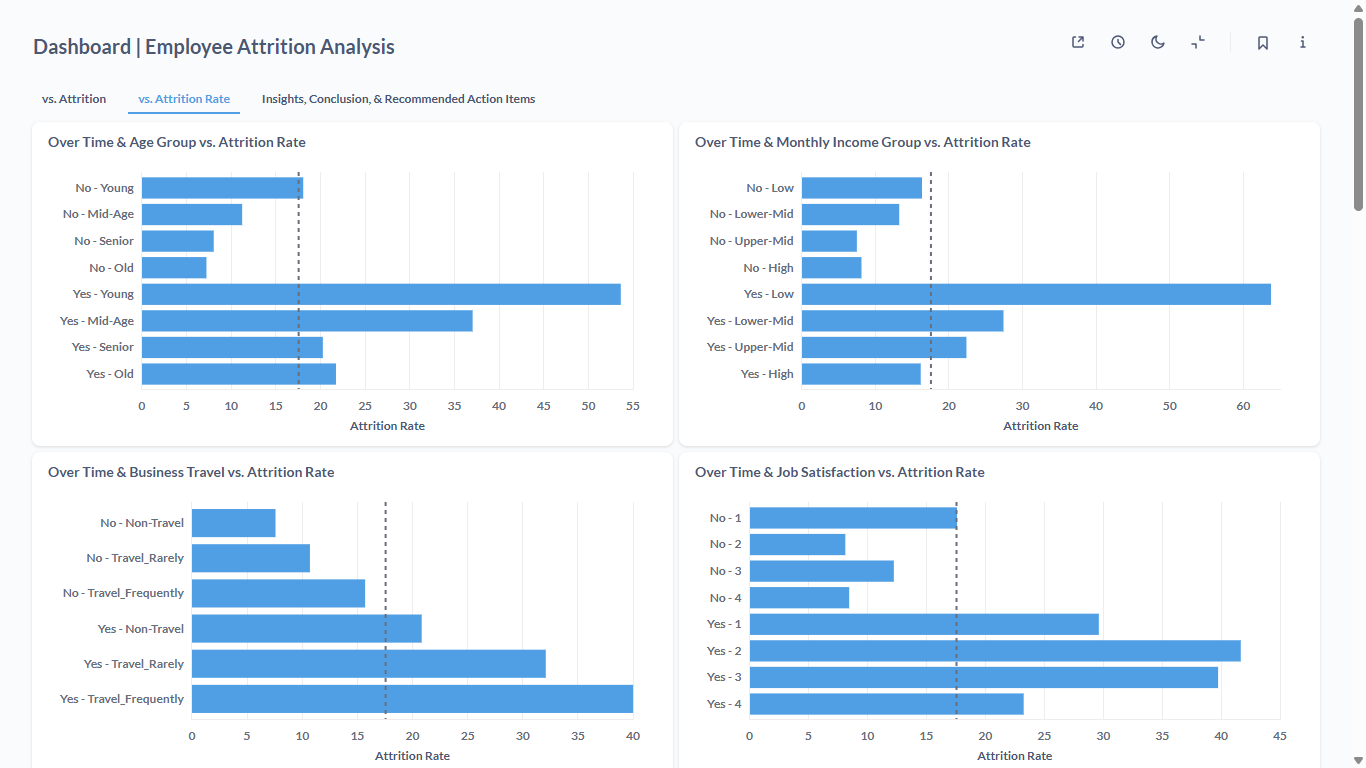 Dashboard | Employee Attrition Analysis
vs. Attrition
vs. Attrition Rate
Insights, Conclusion, & Recommended Action Items
Over Time & Age Group vs. Attrition Rate
No - Young
No - Mid-Age
No - Senior
No - Old
Yes - Young
Yes - Mid-Age
Yes - Senior
Yes - Old
0 5 10 15 20 25 30 35 40 45 50 55
Attrition Rate
Over Time & Monthly Income Group vs. Attrition Rate
No - Low
No - Lower-Mid
No - Upper-Mid
No - High
Yes - Low
Yes - Lower-Mid
Yes - Upper-Mid
Yes - High
0 10 20 30 40 50 60
Attrition Rate
Over Time & Business Travel vs. Attrition Rate
No - Non-Travel
No - Travel_Rarely
No - Travel_Frequently
Yes - Non-Travel
Yes - Travel_Rarely
Yes - Travel_Frequently
0 5 10 15 20 25 30 35 40
Attrition Rate
Over Time & Job Satisfaction vs. Attrition Rate
No - 1
No - 2
No - 3
No - 4
Yes - 1
Yes - 2
Yes - 3
Yes - 4
0 5 10 15 20 25 30 35 40 45
Attrition Rate